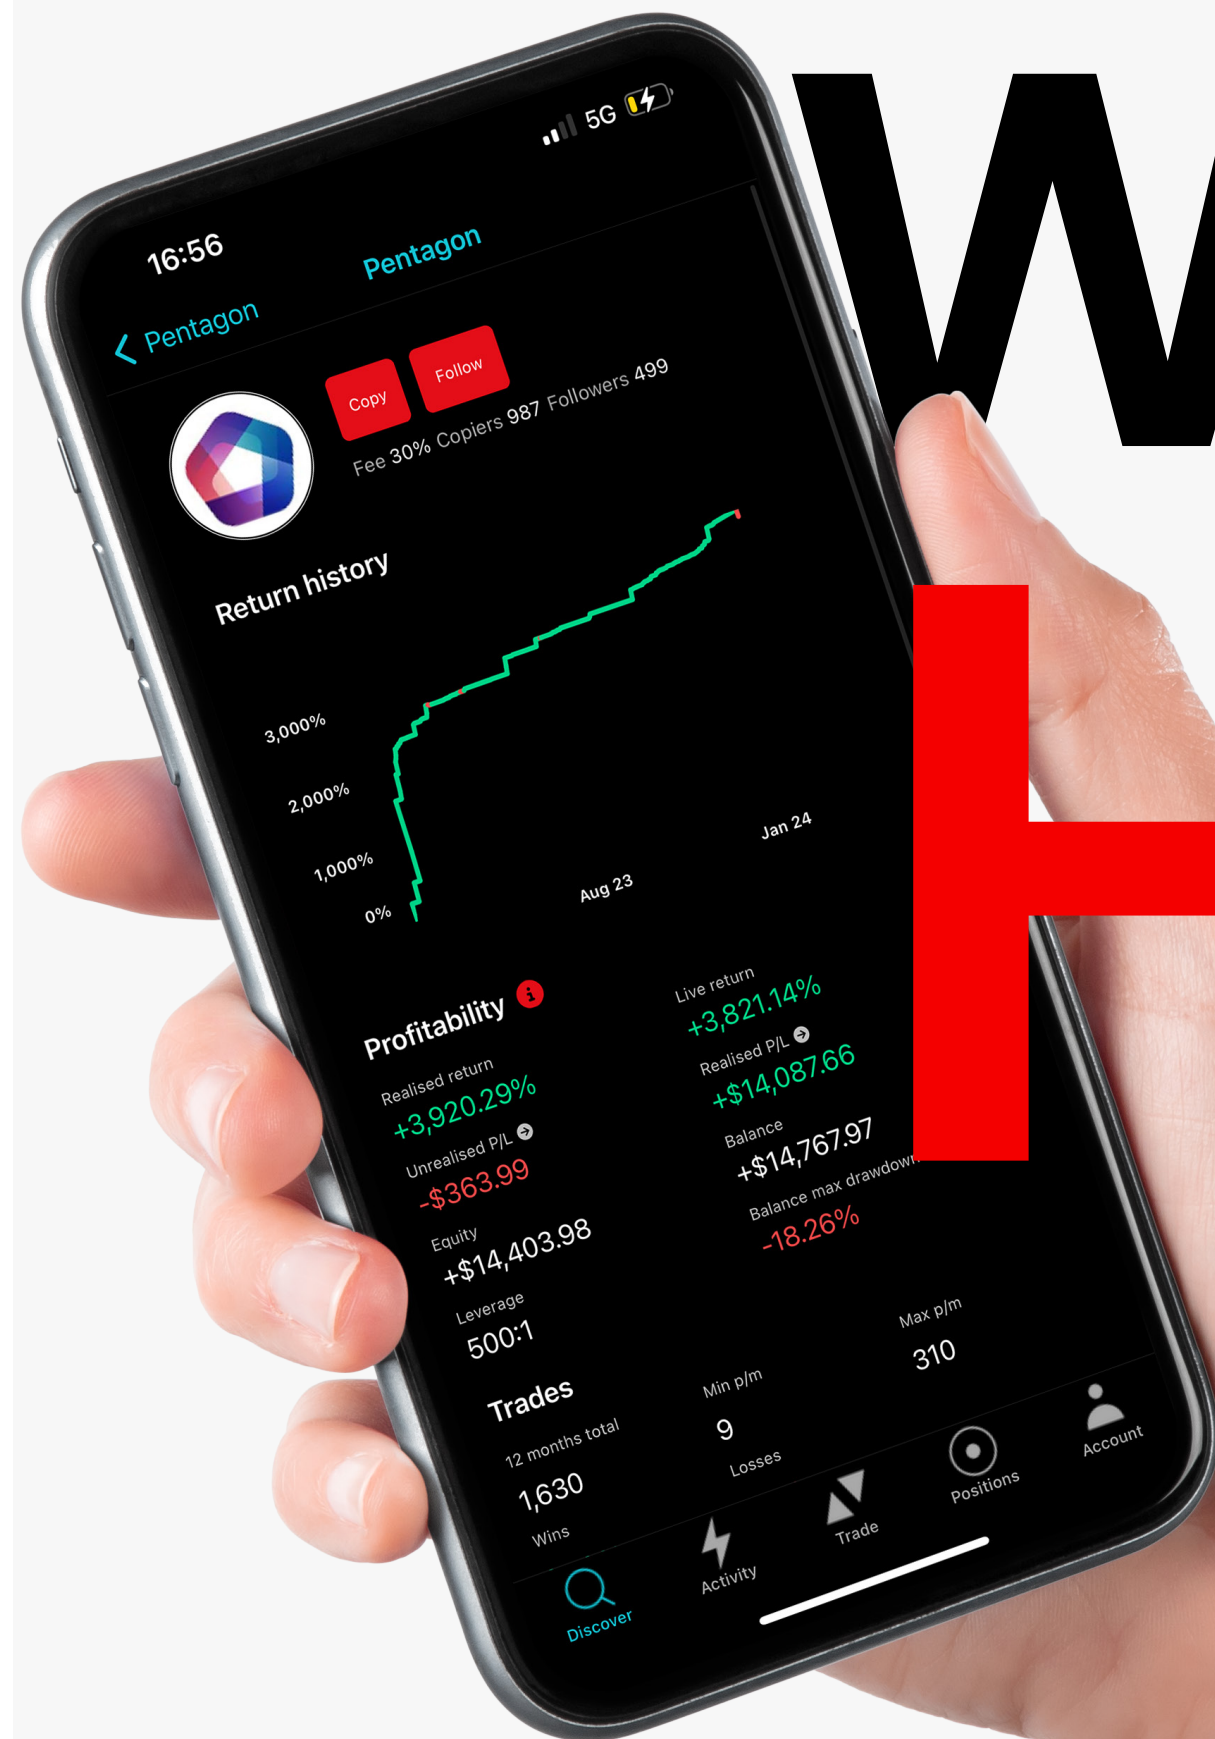 W
5G
16:56
Pentagon
Pentagon
Copy
Follow
Fee 30% Copiers 987 Followers 499
Return history
3,000%
2,000%
1,000%
0%
Aug 23
Jan 24
H
Profitability
Realised return
+3,920.29%
Live return
+3,821.14%
Unrealised P/L
-$363.99
Realised P/L
+$14,087.66
Equity
+$14,403.98
Balance
+$14,767.97
Leverage
500:1
Balance max drawdown
-18.26%
Trades
12 months total
1,630
Min p/m
9
Max p/m
310
Wins
Losses
Discover
Activity
Trade
Positions
Account